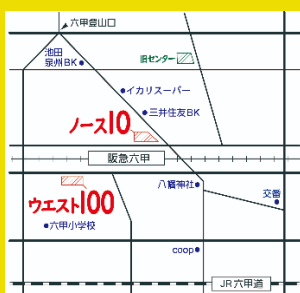 六甲登山口
池田
泉州BK
旧センター
イカリスーパー
三井住友BK
ノース10
阪急六甲
八幡神社
ウエスト100
六甲小学校
交番
coop
JR六甲道